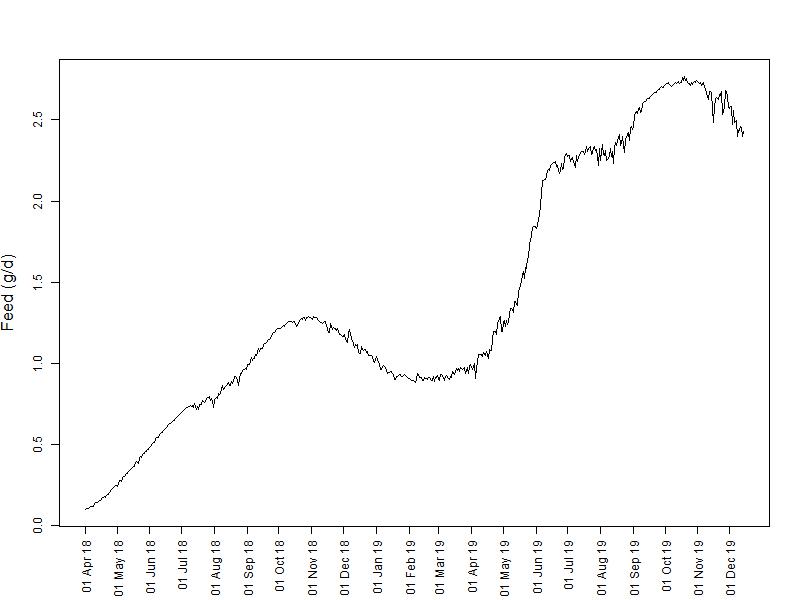 Feed (g/d)
2.5
2.0
1.5
1.0
0.5
0.0
01 Apr 18
01 May 18
01 Jun 18
01 Jul 18
01 Aug 18
01 Sep 18
01 Oct 18
01 Nov 18
01 Dec 18
01 Jan 19
01 Feb 19
01 Mar 19
01 Apr 19
01 May 19
01 Jun 19
01 Jul 19
01 Aug 19
01 Sep 19
01 Oct 19
01 Nov 19
01 Dec 19